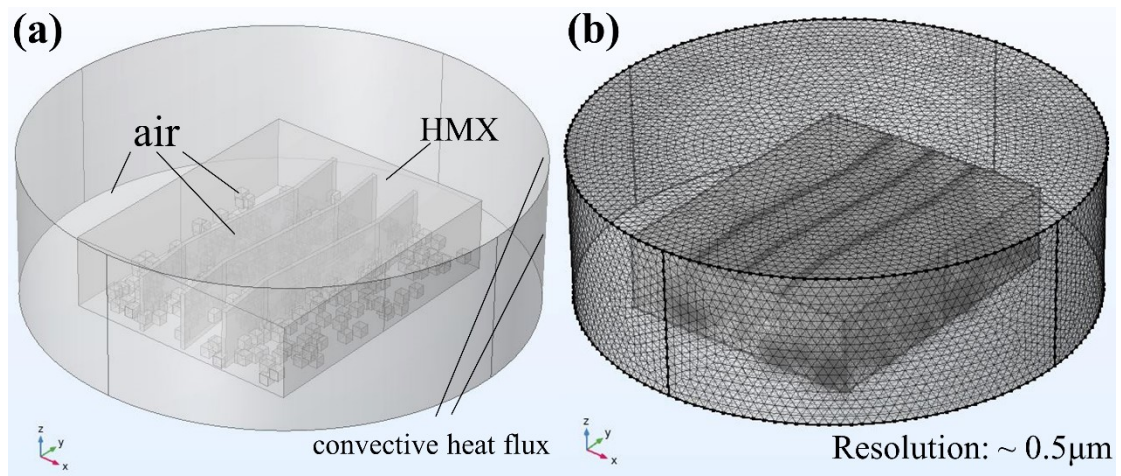 (a)
air
HMX
convective heat flux
z
y
x
(b)
z
y
x
Resolution: ~ 0.5μm